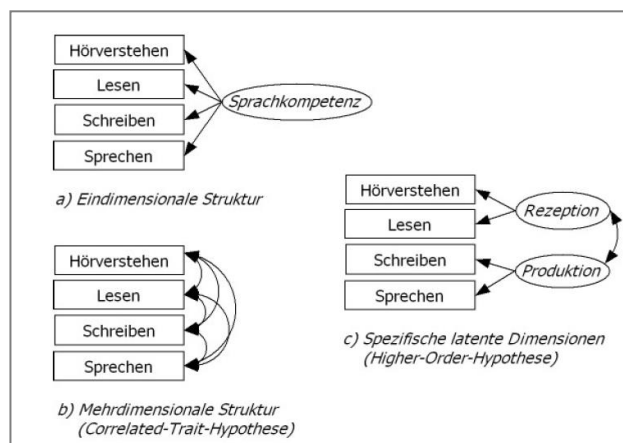 Hörverstehen
Lesen
Schreiben
Sprechen
Sprachkompetenz
a) Eindimensionale Struktur
Hörverstehen
Lesen
Schreiben
Sprechen
b) Mehrdimensionale Struktur
(Correlated-Trait-Hypothese)
Hörverstehen
Lesen
Schreiben
Sprechen
Rezeption
Produktion
c) Spezifische latente Dimensionen
(Higher-Order-Hypothese)